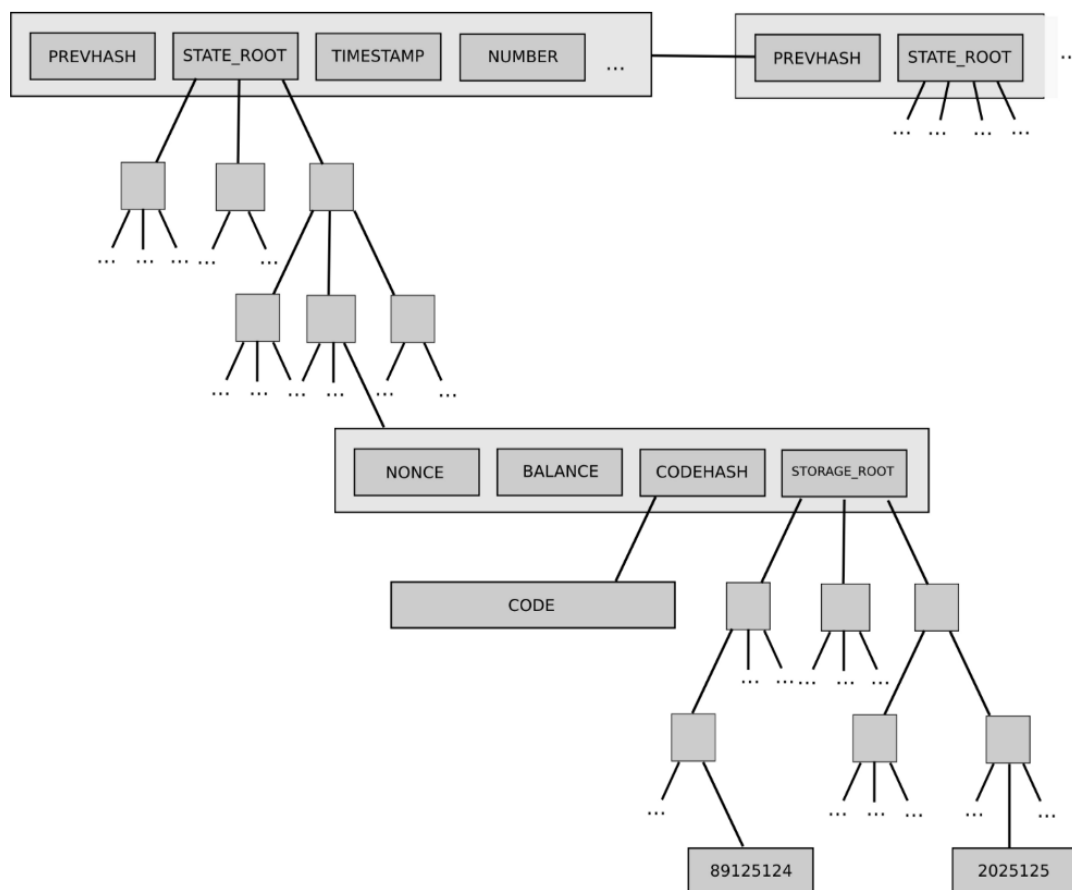 PREVHASH
STATE_ROOT
TIMESTAMP
NUMBER
...
PREVHASH
STATE_ROOT
...
... ... ... ...
... ... ... ... ...
... ... ... ... ...
NONCE
BALANCE
CODEHASH
STORAGE_ROOT
CODE
... ... ... ...
... ... ... ... ... ...
89125124
2025125